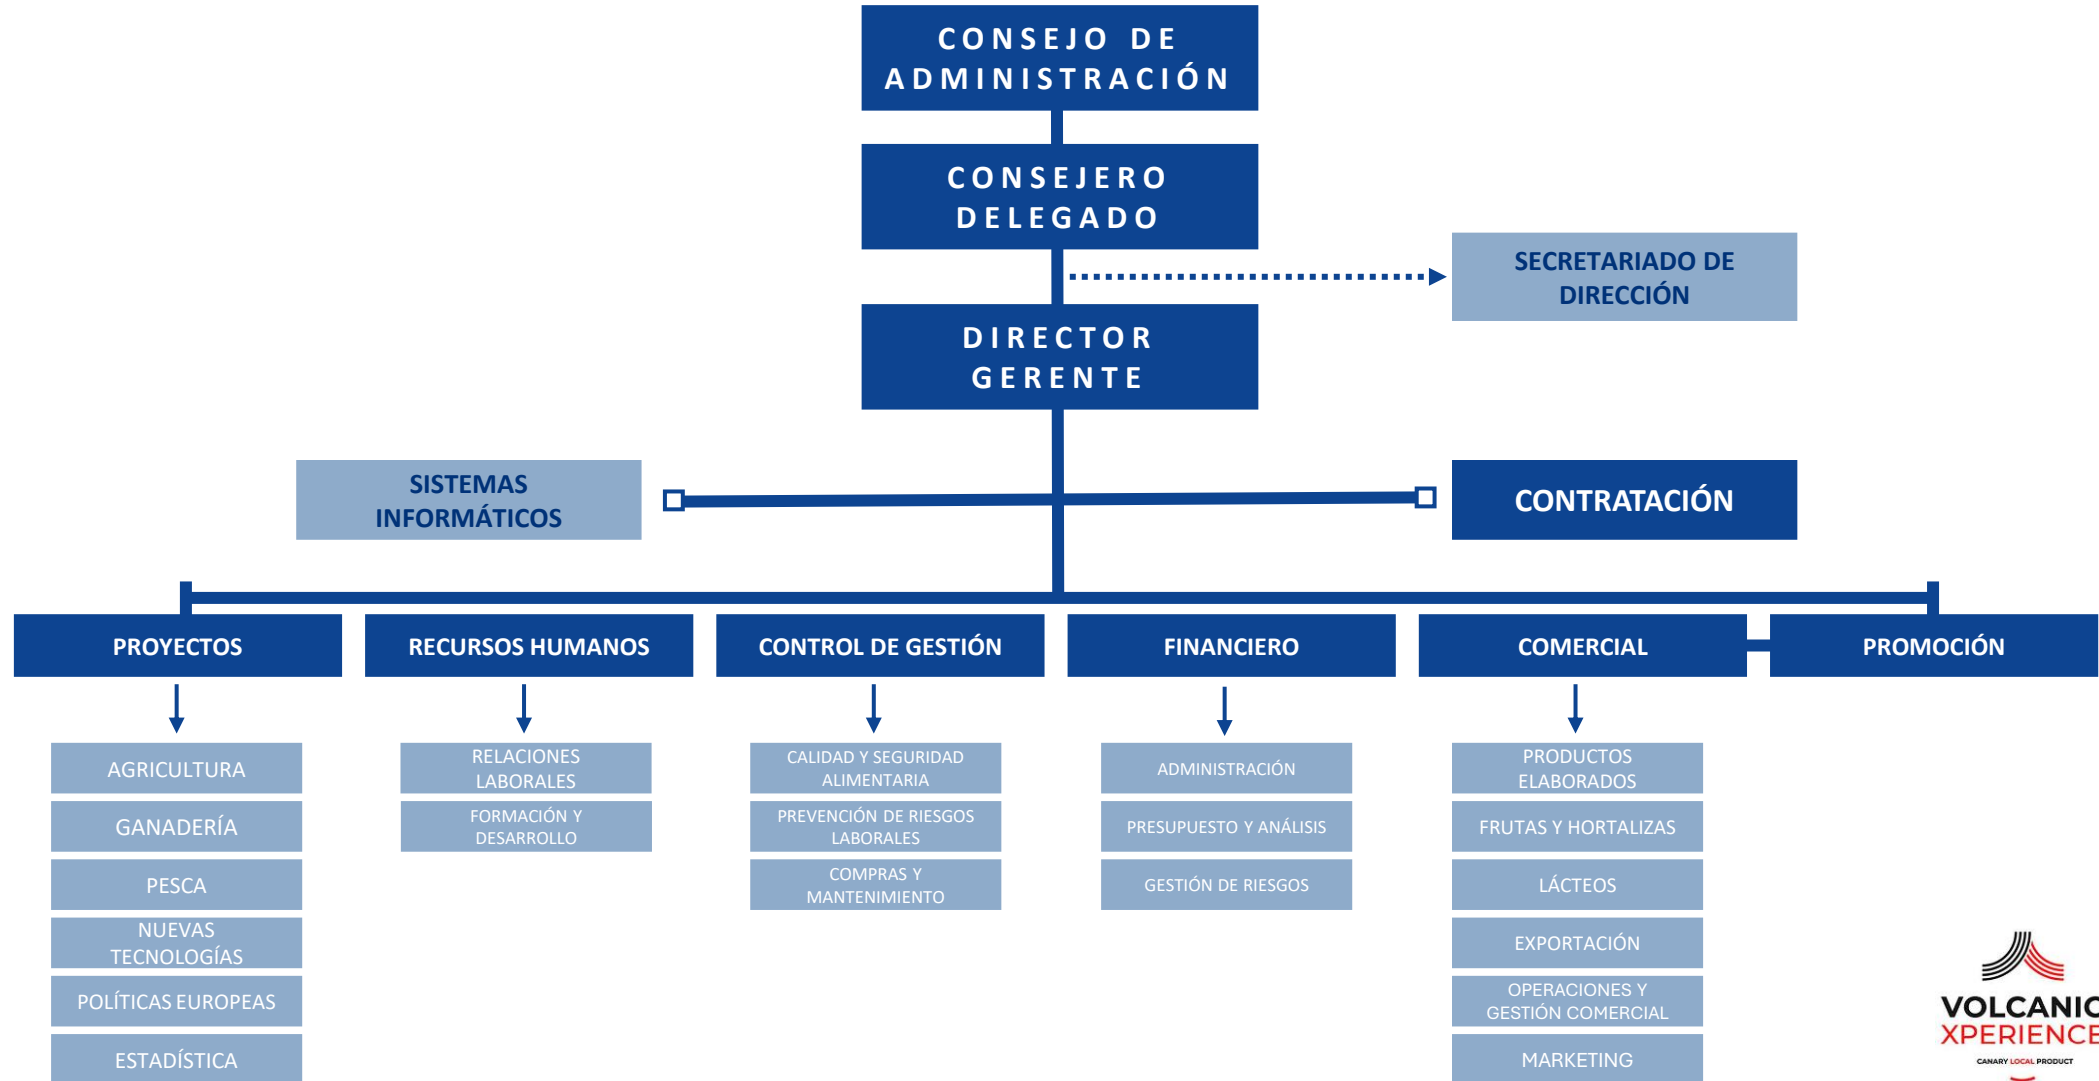 CONSEJO DE
ADMINISTRACIÓN
CONSEJERO
DELEGADO
SECRETARIADO DE
DIRECCIÓN
DIRECTOR
GERENTE
SISTEMAS
INFORMÁTICOS
CONTRATACIÓN
PROYECTOS
RECURSOS HUMANOS
CONTROL DE GESTIÓN
FINANCIERO
COMERCIAL
PROMOCIÓN
AGRICULTURA
GANADERÍA
PESCA
NUEVAS
TECNOLOGÍAS
POLÍTICAS EUROPEAS
ESTADÍSTICA
RELACIONES
LABORALES
FORMACIÓN Y
DESARROLLO
CALIDAD Y SEGURIDAD
ALIMENTARIA
PREVENCIÓN DE RIESGOS
LABORALES
COMPRAS Y
MANTENIMIENTO
ADMINISTRACIÓN
PRESUPUESTO Y ANÁLISIS
GESTIÓN DE RIESGOS
PRODUCTOS
ELABORADOS
FRUTAS Y HORTALIZAS
LÁCTEOS
EXPORTACIÓN
OPERACIONES Y
GESTIÓN COMERCIAL
MARKETING
VOLCANIC
XPERIENCE
CANARY LOCAL PRODUCT